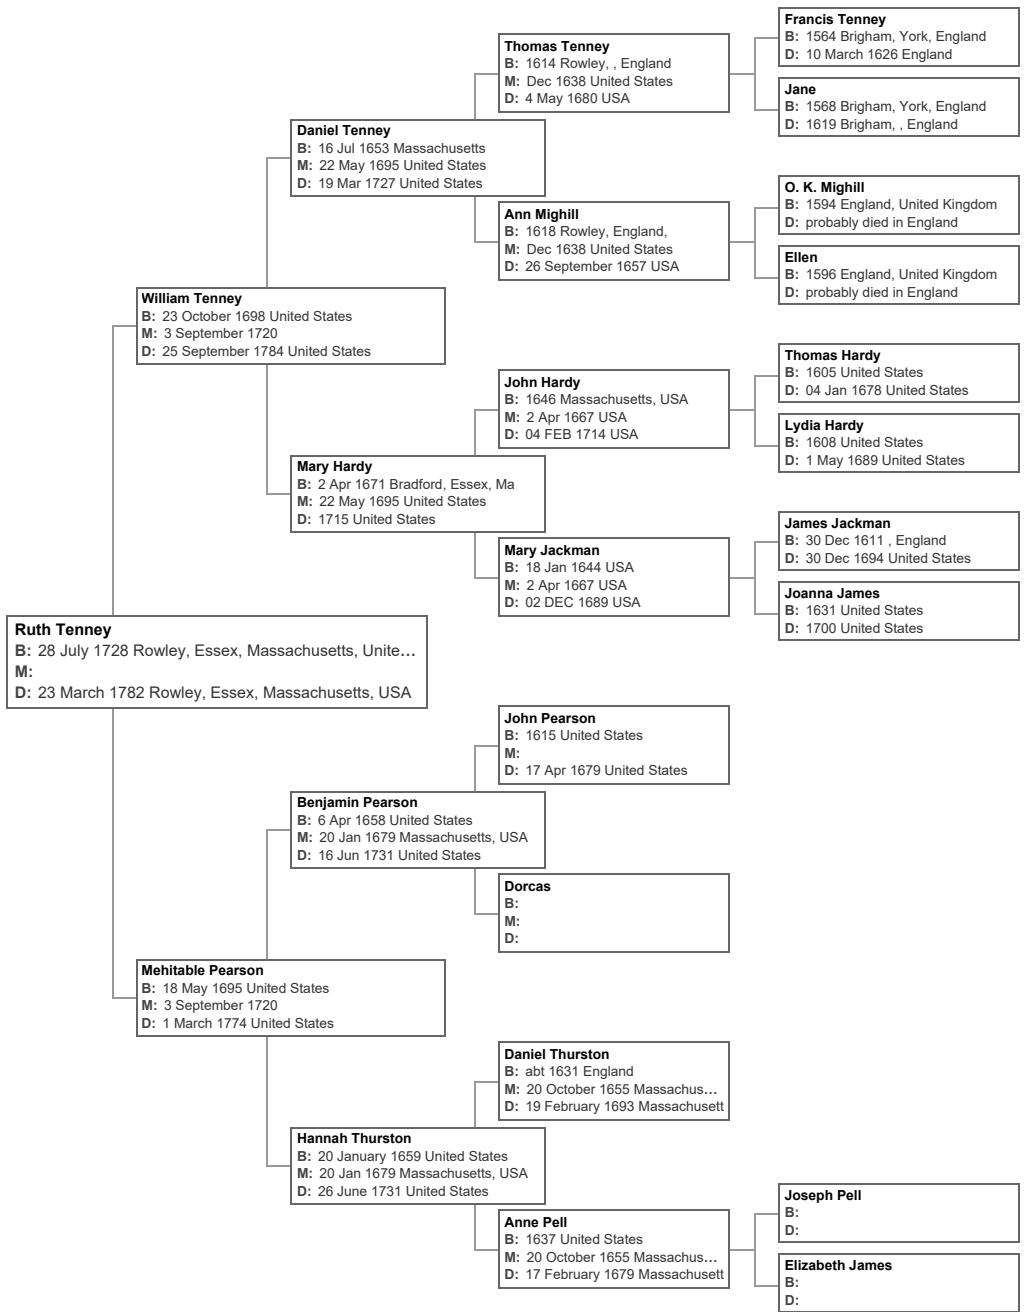 Francis Tenney
B: 1564 Brigham, York, England
D: 10 March 1626 England
Thomas Tenney
B: 1614 Rowley, , England
M: Dec 1638 United States
D: 4 May 1680 USA
Jane
B: 1568 Brigham, York, England
D: 1619 Brigham, , England
Daniel Tenney
B: 16 Jul 1653 Massachusetts
M: 22 May 1695 United States
D: 19 Mar 1727 United States
O. K. Mighill
B: 1594 England, United Kingdom
D: probably died in England
Ann Mighill
B: 1618 Rowley, England,
M: Dec 1638 United States
D: 26 September 1657 USA
Ellen
B: 1596 England, United Kingdom
D: probably died in England
William Tenney
B: 23 October 1698 United States
M: 3 September 1720
D: 25 September 1784 United States
Thomas Hardy
B: 1605 United States
D: 04 Jan 1678 United States
John Hardy
B: 1646 Massachusetts, USA
M: 2 Apr 1667 USA
D: 04 FEB 1714 USA
Lydia Hardy
B: 1608 United States
D: 1 May 1689 United States
Mary Hardy
B: 2 Apr 1671 Bradford, Essex, Ma
M: 22 May 1695 United States
D: 1715 United States
James Jackman
B: 30 Dec 1611 , England
D: 30 Dec 1694 United States
Mary Jackman
B: 18 Jan 1644 USA
M: 2 Apr 1667 USA
D: 02 DEC 1689 USA
Joanna James
B: 1631 United States
D: 1700 United States
Ruth Tenney
B: 28 July 1728 Rowley, Essex, Massachusetts, Unite...
M:
D: 23 March 1782 Rowley, Essex, Massachusetts, USA
John Pearson
B: 1615 United States
M:
D: 17 Apr 1679 United States
Benjamin Pearson
B: 6 Apr 1658 United States
M: 20 Jan 1679 Massachusetts, USA
D: 16 Jun 1731 United States
Dorcas
B:
M:
D:
Mehitable Pearson
B: 18 May 1695 United States
M: 3 September 1720
D: 1 March 1774 United States
Daniel Thurston
B: abt 1631 England
M: 20 October 1655 Massachus...
D: 19 February 1693 Massachusett
Hannah Thurston
B: 20 January 1659 United States
M: 20 Jan 1679 Massachusetts, USA
D: 26 June 1731 United States
Joseph Pell
B:
D:
Anne Pell
B: 1637 United States
M: 20 October 1655 Massachus...
D: 17 February 1679 Massachusett
Elizabeth James
B:
D: